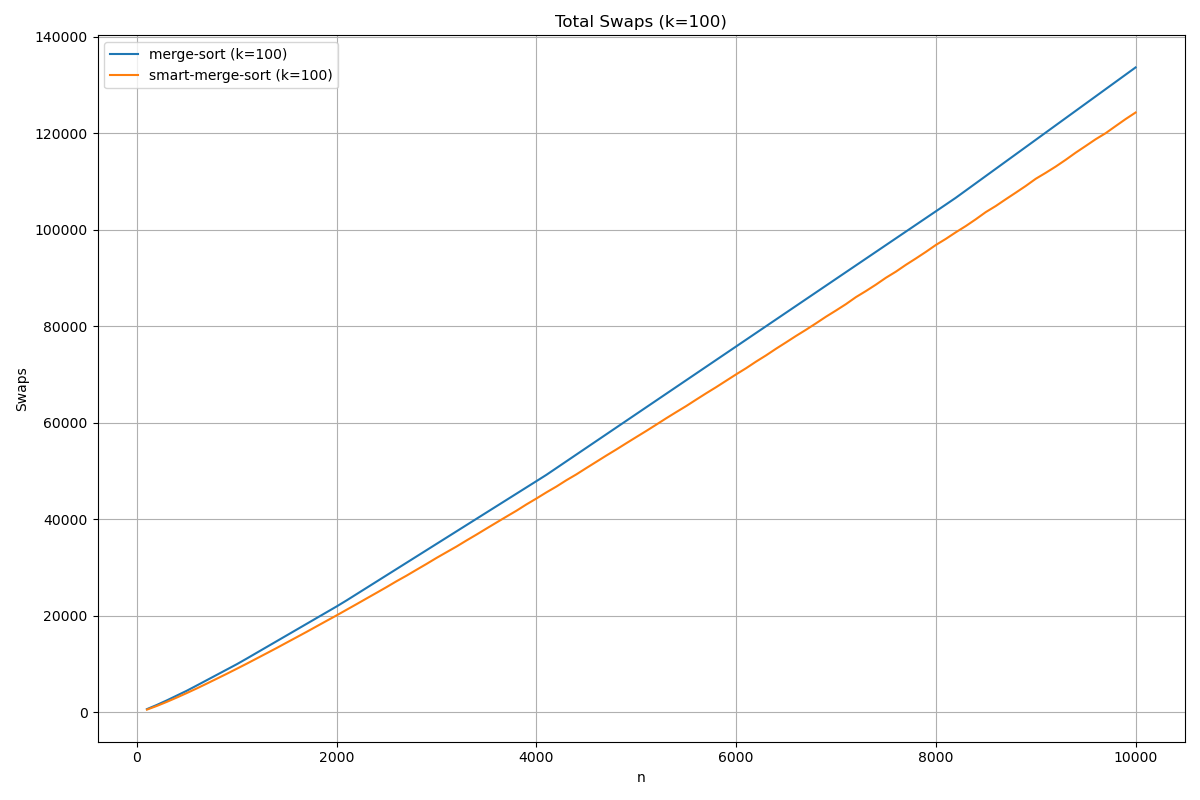 Total Swaps (k=100)
merge-sort (k=100)
smart-merge-sort (k=100)
140000
120000
100000
80000
60000
40000
20000
0
Swaps
0 2000 4000 6000 8000 10000
n